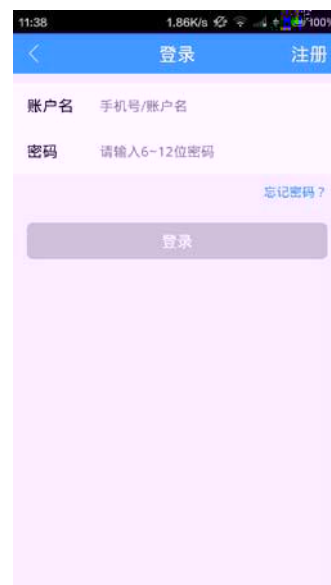 11:38 1.86K/s 100%
登录 注册
账户名 手机号/账户名
密码 请输入6-12位密码
忘记密码？
登录